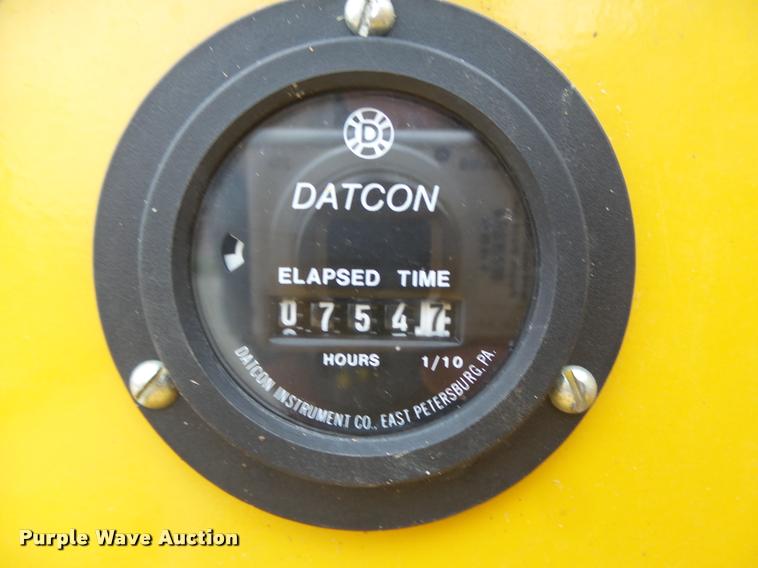 D
DATCON
ELAPSED TIME
07547
HOURS 1/10
DATCON INSTRUMENT CO., EAST PETERSBURG, PA.
Purple Wave Auction